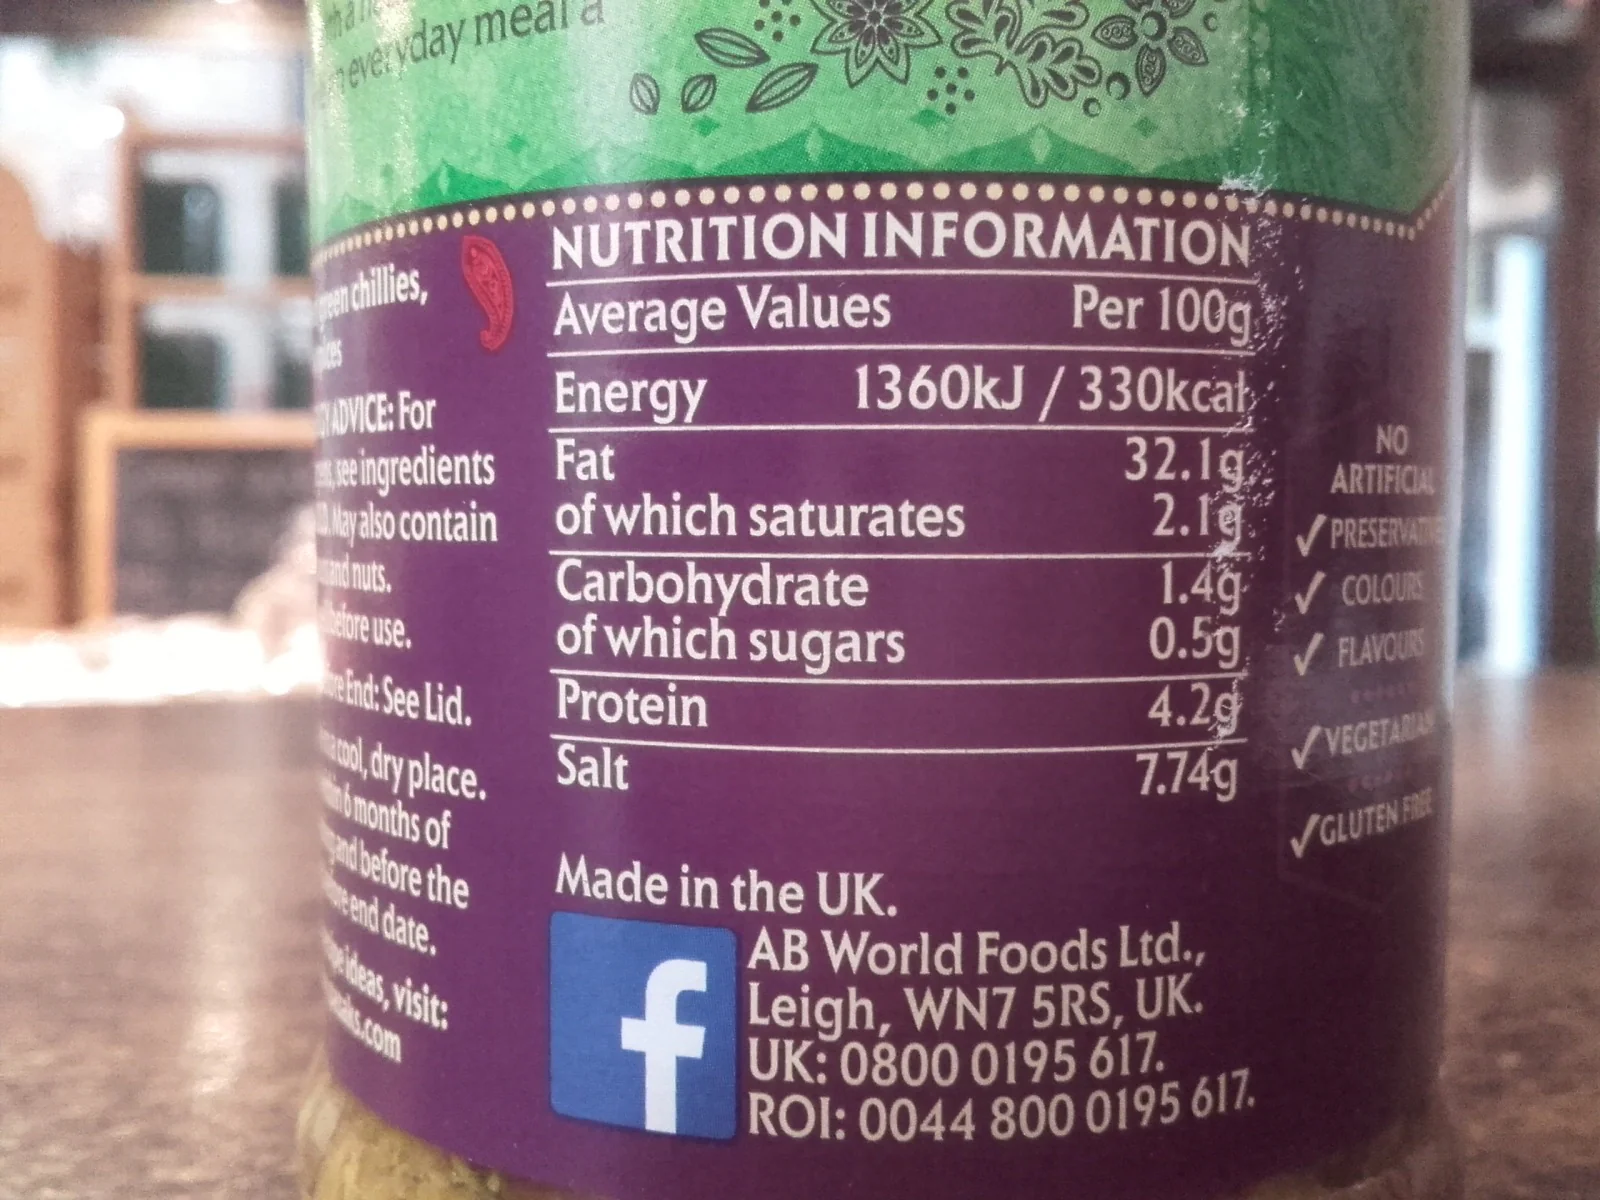 everyday meal a
green chillies,
ADVICE: For
see ingredients
May also contain
and nuts.
before use.
End: See Lid.
cool, dry place.
6 months of
and before the
end date.
ideas, visit:
NUTRITION INFORMATION
Average Values Per 100g
Energy 1360kJ / 330kcal
Fat 32.1g
of which saturates 2.1g
Carbohydrate 1.4g
of which sugars 0.5g
Protein 4.2g
Salt 7.74g
Made in the UK.
f
AB World Foods Ltd.,
Leigh, WN7 5RS, UK.
UK: 0800 0195 617.
ROI: 0044 800 0195 617.
NO
ARTIFICIAL
✓ COLOURS
✓ FLAVOURS
✓ VEGETARIAN
✓ GLUTEN FREE